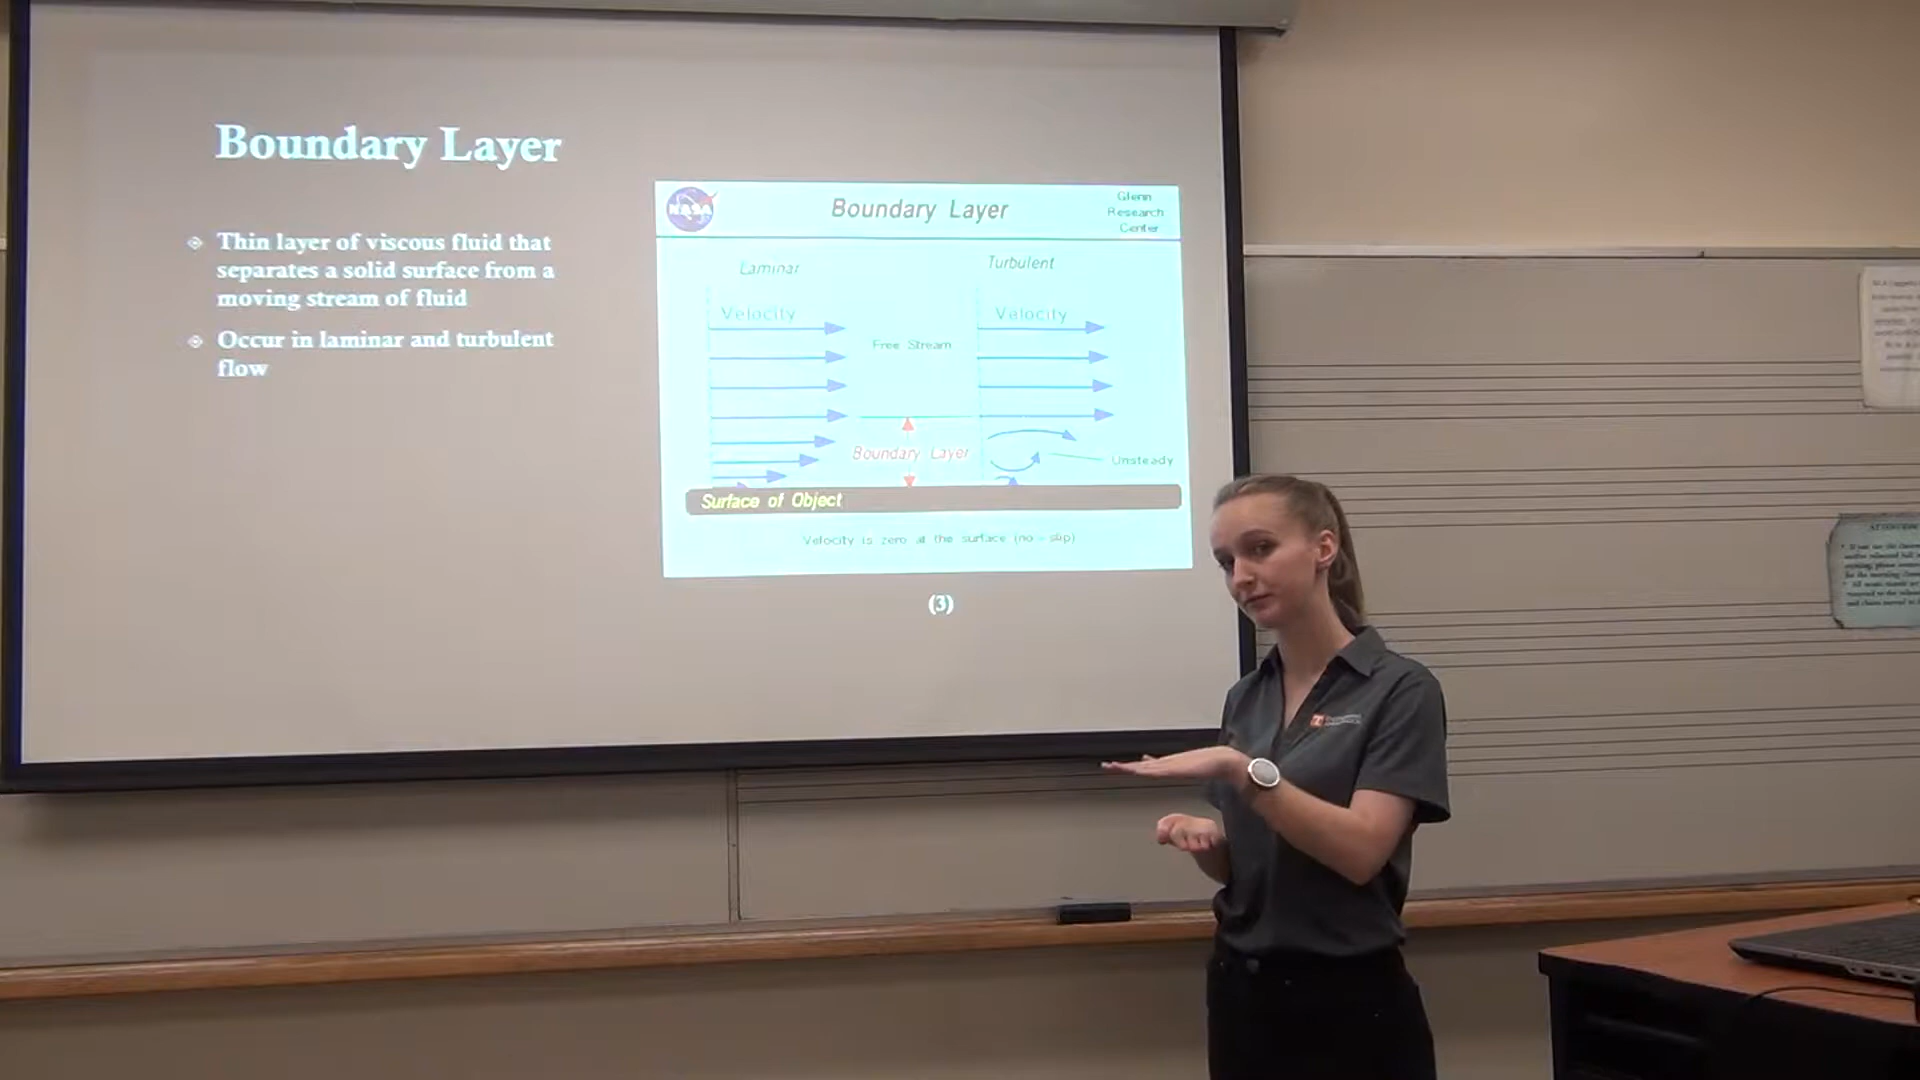 Boundary Layer
Thin layer of viscous fluid that
separates a solid surface from a
moving stream of fluid
Occur in laminar and turbulent
flow
NASA
Boundary Layer
Glenn
Research
Center
Laminar
Turbulent
Velocity
Velocity
Free Stream
Boundary Layer
Unsteady
Surface of Object
Velocity is zero at the surface (no - slip)
(3)